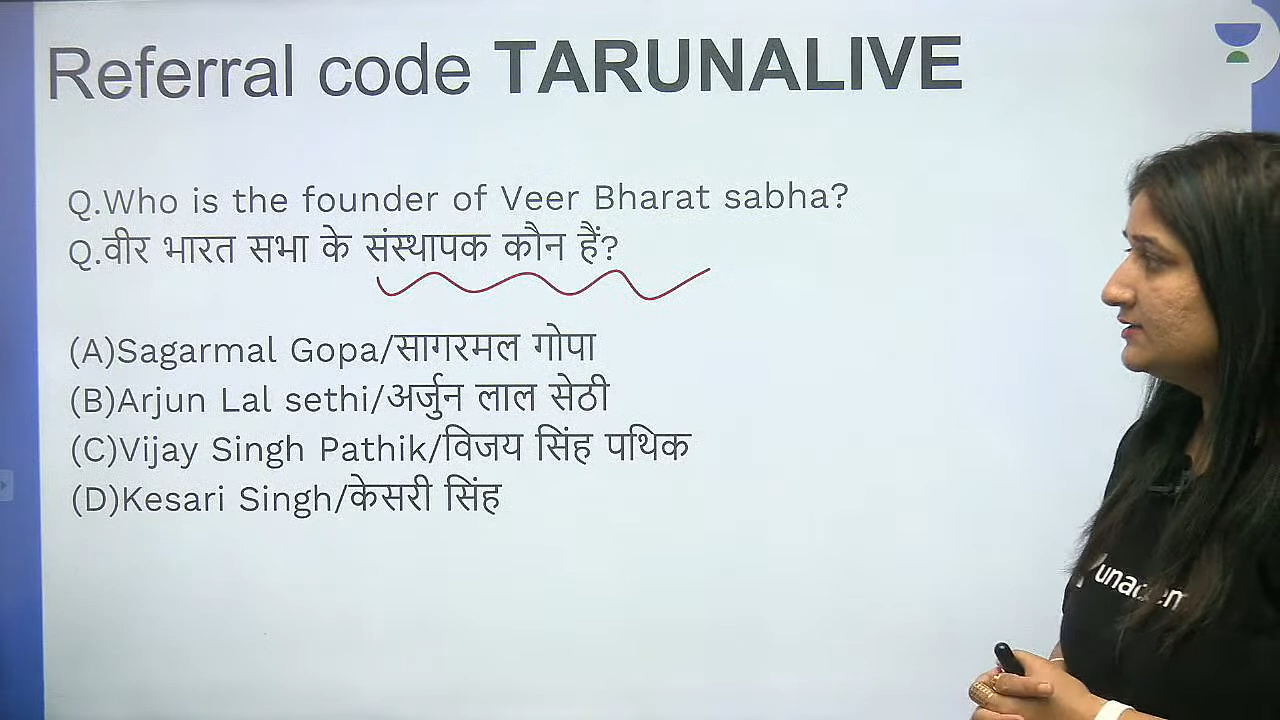 Referral code TARUNALIVE
Q.Who is the founder of Veer Bharat sabha?
Q.वीर भारत सभा के संस्थापक कौन हैं?
(A)Sagarmal Gopa/सागरमल गोपा
(B)Arjun Lal sethi/अर्जुन लाल सेठी
(C)Vijay Singh Pathik/विजय सिंह पथिक
(D)Kesari Singh/केसरी सिंह